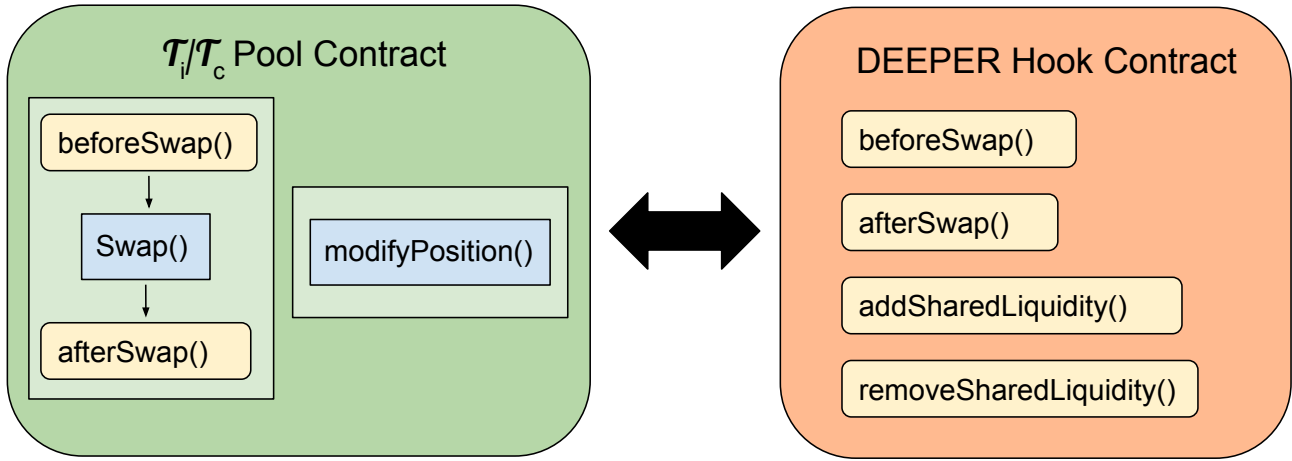 𝓣i/𝓣c Pool Contract
beforeSwap()
Swap()
afterSwap()
modifyPosition()
DEEPER Hook Contract
beforeSwap()
afterSwap()
addSharedLiquidity()
removeSharedLiquidity()